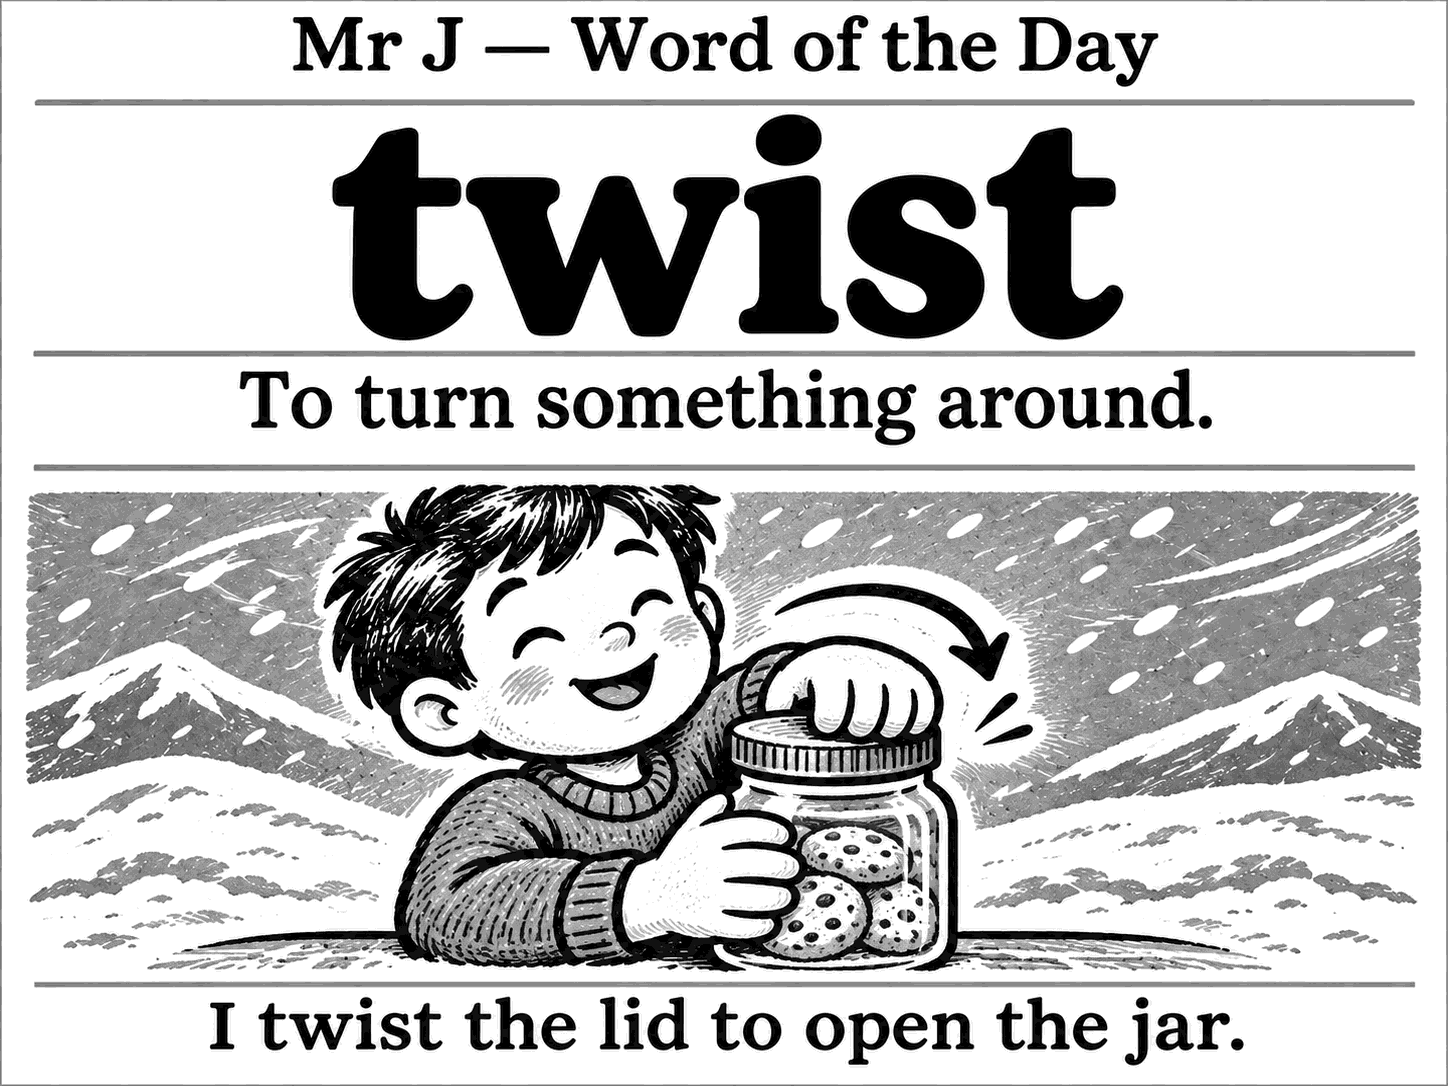 Mr J — Word of the Day
twist
To turn something around.
I twist the lid to open the jar.